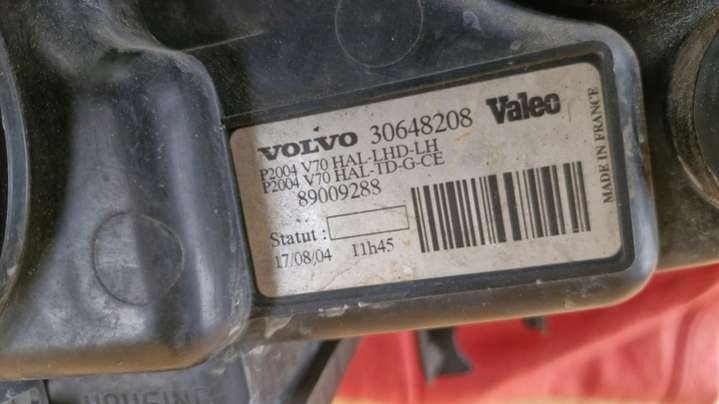 VOLVO 30648208 Valeo
P2004 V70 HAL-LHD-LH
P2004 V70 HAL-TD-G-CE
89009288
Statut :
17/08/04 11h45
MADE IN FRANCE
HOUSING